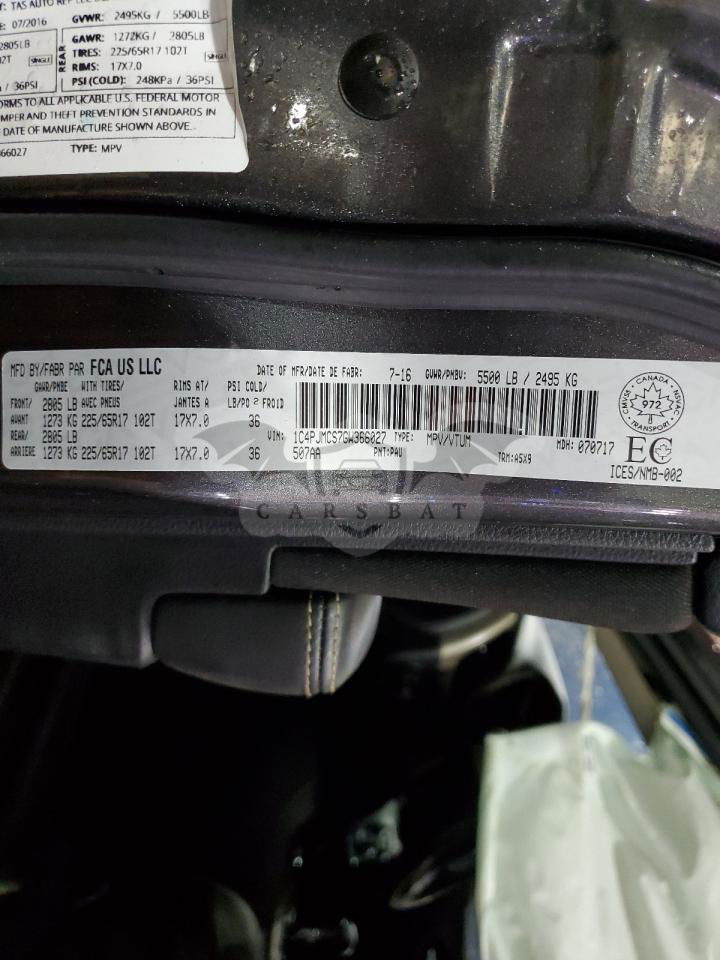 TAS AUTO
07/2016
GVWR: 2495KG / 5500LB
2805LB
REAR
GAWR: 1272KG / 2805LB
TIRES: 225/65R17 102T
SINGLE
RIMS: 17X7.0
/ 36PSI
PSI (COLD): 248KPa / 36PSI
TO ALL APPLICABLE U.S. FEDERAL MOTOR
AND THEFT PREVENTION STANDARDS IN
DATE OF MANUFACTURE SHOWN ABOVE.
366027 TYPE: MPV
MFD BY/FABR PAR FCA US LLC
DATE OF MFR/DATE DE FABR: 7-16 GVWR/PMBV: 5500 LB / 2495 KG
GAWR/PNBE WITH TIRES/ RIMS AT/ PSI COLD/
FRONT/ 2805 LB AVEC PNEUS JANTES A LB/PO 2 FROID
AVANT 1273 KG 225/65R17 102T 17X7.0 36
REAR/ 2805 LB
ARRIERE 1273 KG 225/65R17 102T 17X7.0 36
VIN: 1C4PJMCS7GW366027 TYPE: MPV/VTUM MDH: 070717
507AA PNT:PAU TRM:A5X9
CANADA
CMVSS NSVAC
972
TRANSPORT
EC
ICES/NMB-002
CARSBAT